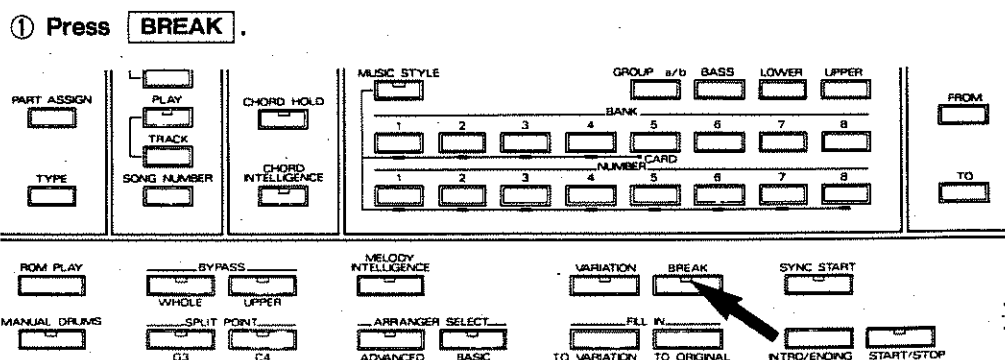 ① Press BREAK .
MUSIC STYLE GROUP a/b BASS LOWER UPPER
PART ASSIGN PLAY CHORD HOLD BANK FROM
1 2 3 4 5 6 7 8
TRACK
CARD
TYPE SONG NUMBER CHORD INTELLIGENCE NUMBER TO
1 2 3 4 5 6 7 8
ROM PLAY BYPASS MELODY INTELLIGENCE VARIATION BREAK SYNC START
WHOLE UPPER
MANUAL DRUMS SPLIT POINT ARRANGER SELECT FILL IN
G3 C4 ADVANCED BASIC TO VARIATION TO ORIGINAL INTRO/ENDING START/STOP